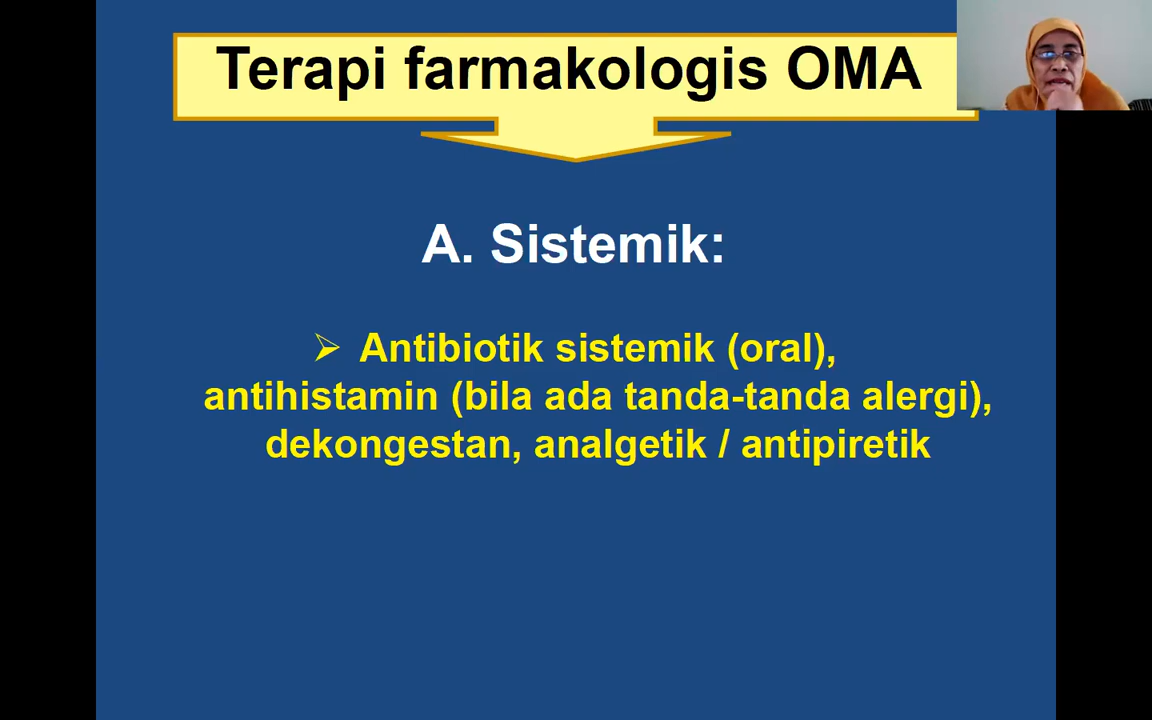 Terapi farmakologis OMA
A. Sistemik:
➢ Antibiotik sistemik (oral),
antihistamin (bila ada tanda-tanda alergi),
dekongestan, analgetik / antipiretik